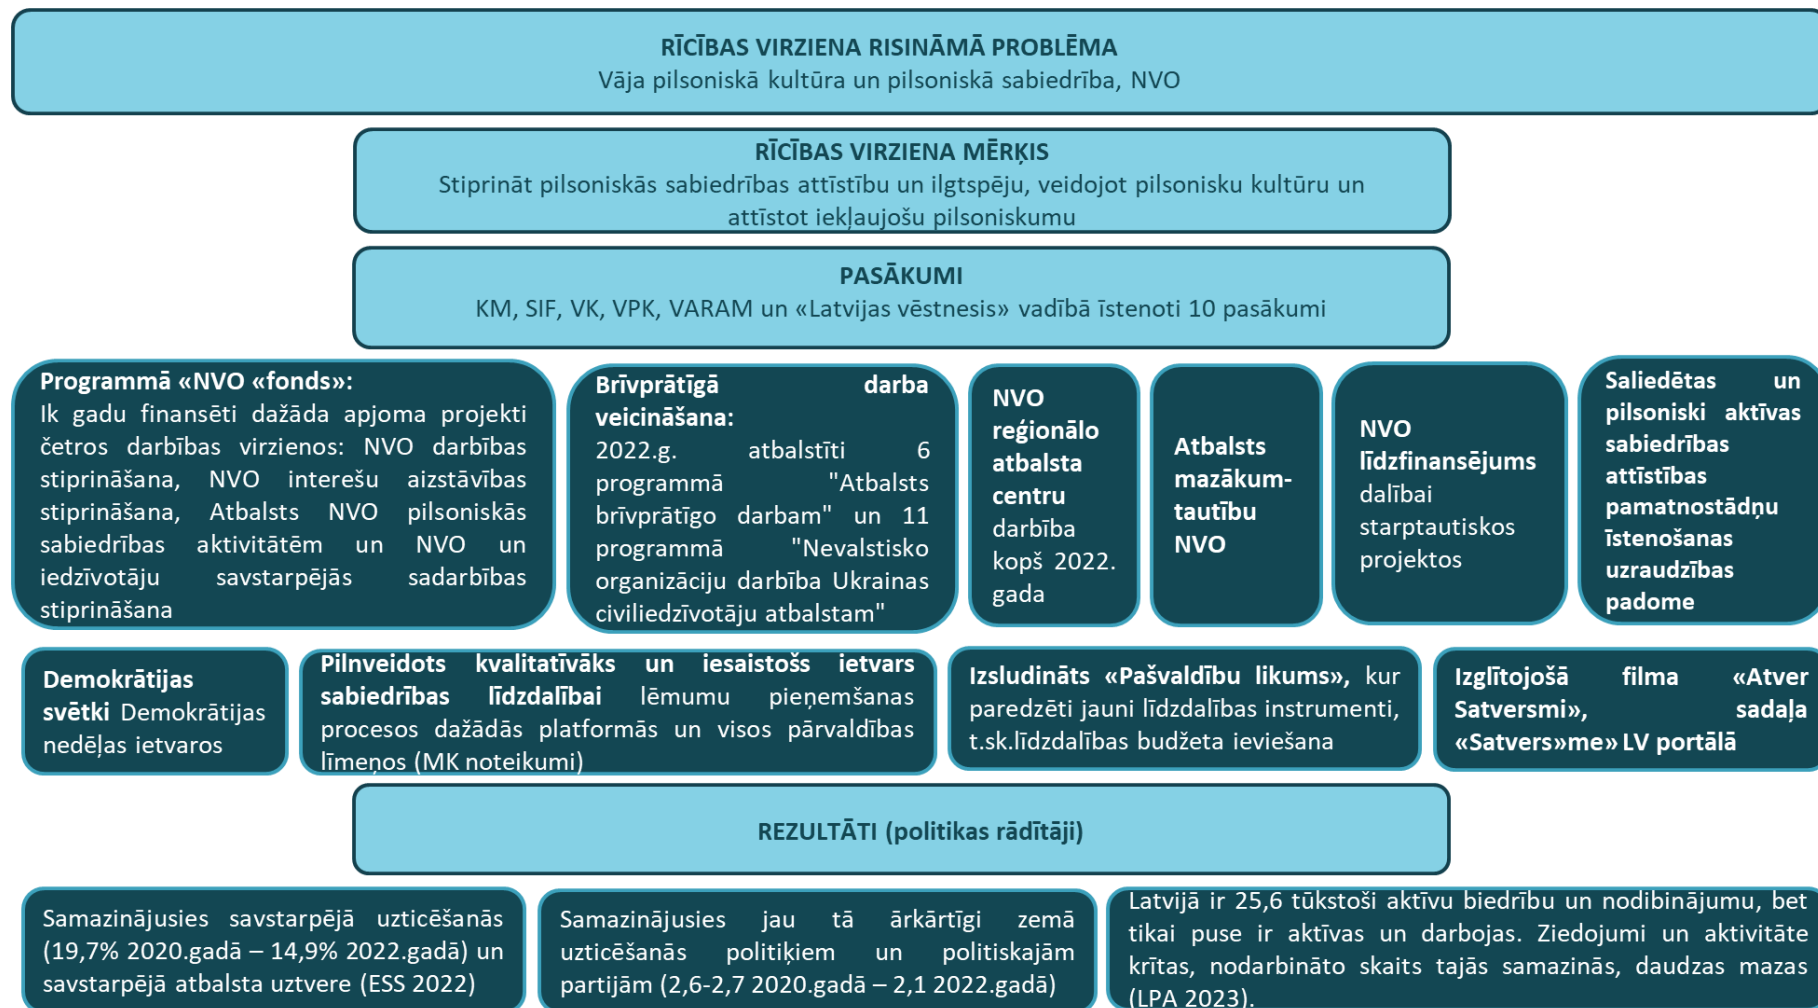 RĪCĪBAS VIRZIENA RISINĀMĀ PROBLĒMA
Vāja pilsoniskā kultūra un pilsoniskā sabiedrība, NVO
RĪCĪBAS VIRZIENA MĒRĶIS
Stiprināt pilsoniskās sabiedrības attīstību un ilgtspēju, veidojot pilsonisku kultūru un
attīstot iekļaujošu pilsoniskumu
PASĀKUMI
KM, SIF, VK, VPK, VARAM un «Latvijas vēstnesis» vadībā īstenoti 10 pasākumi
Programmā «NVO «fonds»:
Ik gadu finansēti dažāda apjoma projekti
četros darbības virzienos: NVO darbības
stiprināšana, NVO interešu aizstāvības
stiprināšana, Atbalsts NVO pilsoniskās
sabiedrības aktivitātēm un NVO un
iedzīvotāju savstarpējās sadarbības
stiprināšana
Brīvprātīgā darba
veicināšana:
2022.g. atbalstīti 6
programmā "Atbalsts
brīvprātīgo darbam" un 11
programmā "Nevalstisko
organizāciju darbība Ukrainas
civiliedzīvotāju atbalstam"
NVO
reģionālo
atbalsta
centru
darbība
kopš 2022.
gada
Atbalsts
mazākum-
tautību
NVO
NVO
līdzfinansējums
dalībai
starptautiskos
projektos
Saliedētas un
pilsoniski aktīvas
sabiedrības
attīstības
pamatnostādņu
īstenošanas
uzraudzības
padome
Demokrātijas
svētki Demokrātijas
nedēļas ietvaros
Pilnveidots kvalitatīvāks un iesaistošs ietvars
sabiedrības līdzdalībai lēmumu pieņemšanas
procesos dažādās platformās un visos pārvaldības
līmeņos (MK noteikumi)
Izsludināts «Pašvaldību likums», kur
paredzēti jauni līdzdalības instrumenti,
t.sk.līdzdalības budžeta ieviešana
Izglītojošā filma «Atver
Satversmi», sadaļa
«Satvers»me» LV portālā
REZULTĀTI (politikas rādītāji)
Samazinājusies savstarpējā uzticēšanās
(19,7% 2020.gadā – 14,9% 2022.gadā) un
savstarpējā atbalsta uztvere (ESS 2022)
Samazinājusies jau tā ārkārtīgi zemā
uzticēšanās politiķiem un politiskajām
partijām (2,6-2,7 2020.gadā – 2,1 2022.gadā)
Latvijā ir 25,6 tūkstoši aktīvu biedrību un nodibinājumu, bet
tikai puse ir aktīvas un darbojas. Ziedojumi un aktivitāte
krītas, nodarbināto skaits tajās samazinās, daudzas mazas
(LPA 2023).